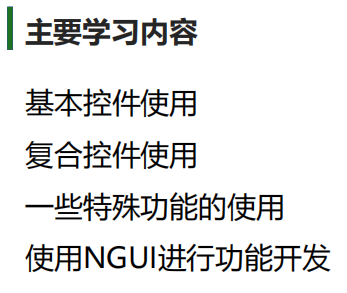 主要学习内容
基本控件使用
复合控件使用
一些特殊功能的使用
使用NGUI进行功能开发